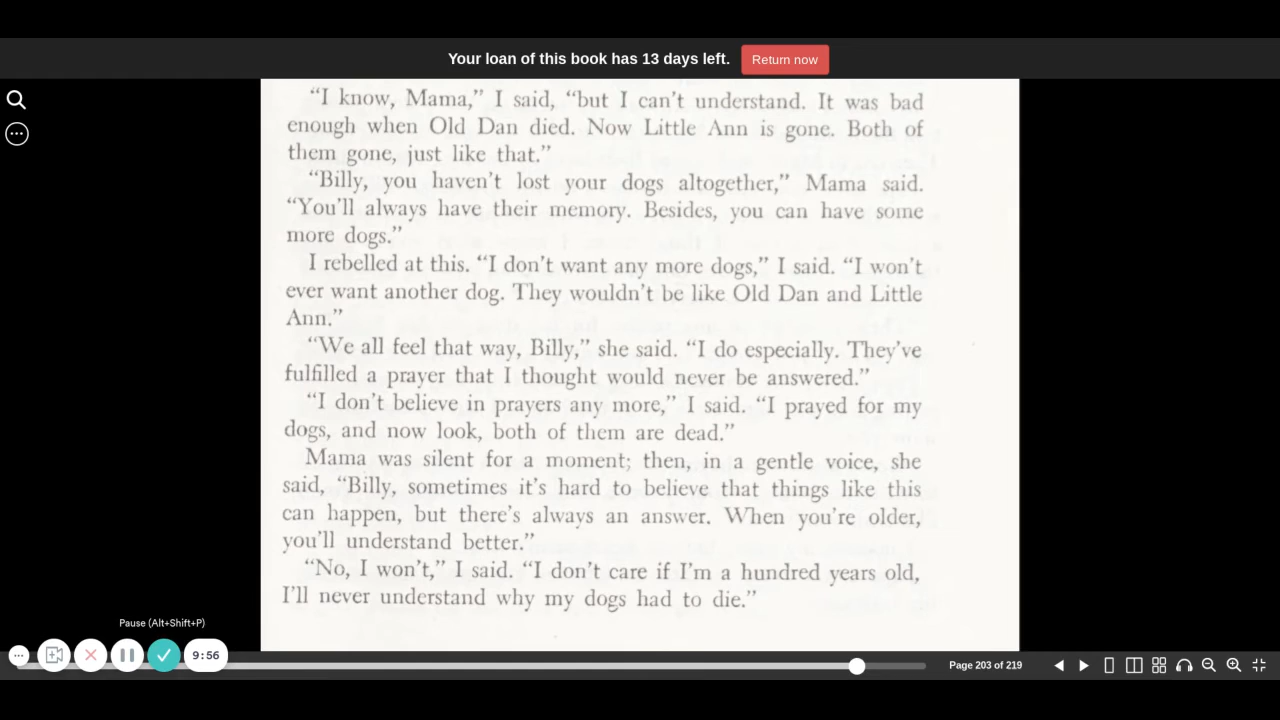 Your loan of this book has 13 days left. Return now
“I know, Mama,” I said, “but I can’t understand. It was bad
enough when Old Dan died. Now Little Ann is gone. Both of
them gone, just like that.”
“Billy, you haven’t lost your dogs altogether,” Mama said.
“You’ll always have their memory. Besides, you can have some
more dogs.”
I rebelled at this. “I don’t want any more dogs,” I said. “I won’t
ever want another dog. They wouldn’t be like Old Dan and Little
Ann.”
“We all feel that way, Billy,” she said. “I do especially. They’ve
fulfilled a prayer that I thought would never be answered.”
“I don’t believe in prayers any more,” I said. “I prayed for my
dogs, and now look, both of them are dead.”
Mama was silent for a moment; then, in a gentle voice, she
said, “Billy, sometimes it’s hard to believe that things like this
can happen, but there’s always an answer. When you’re older,
you’ll understand better.”
“No, I won’t,” I said. “I don’t care if I’m a hundred years old,
I’ll never understand why my dogs had to die.”
Pause (Alt+Shift+P)
9:56
Page 203 of 219